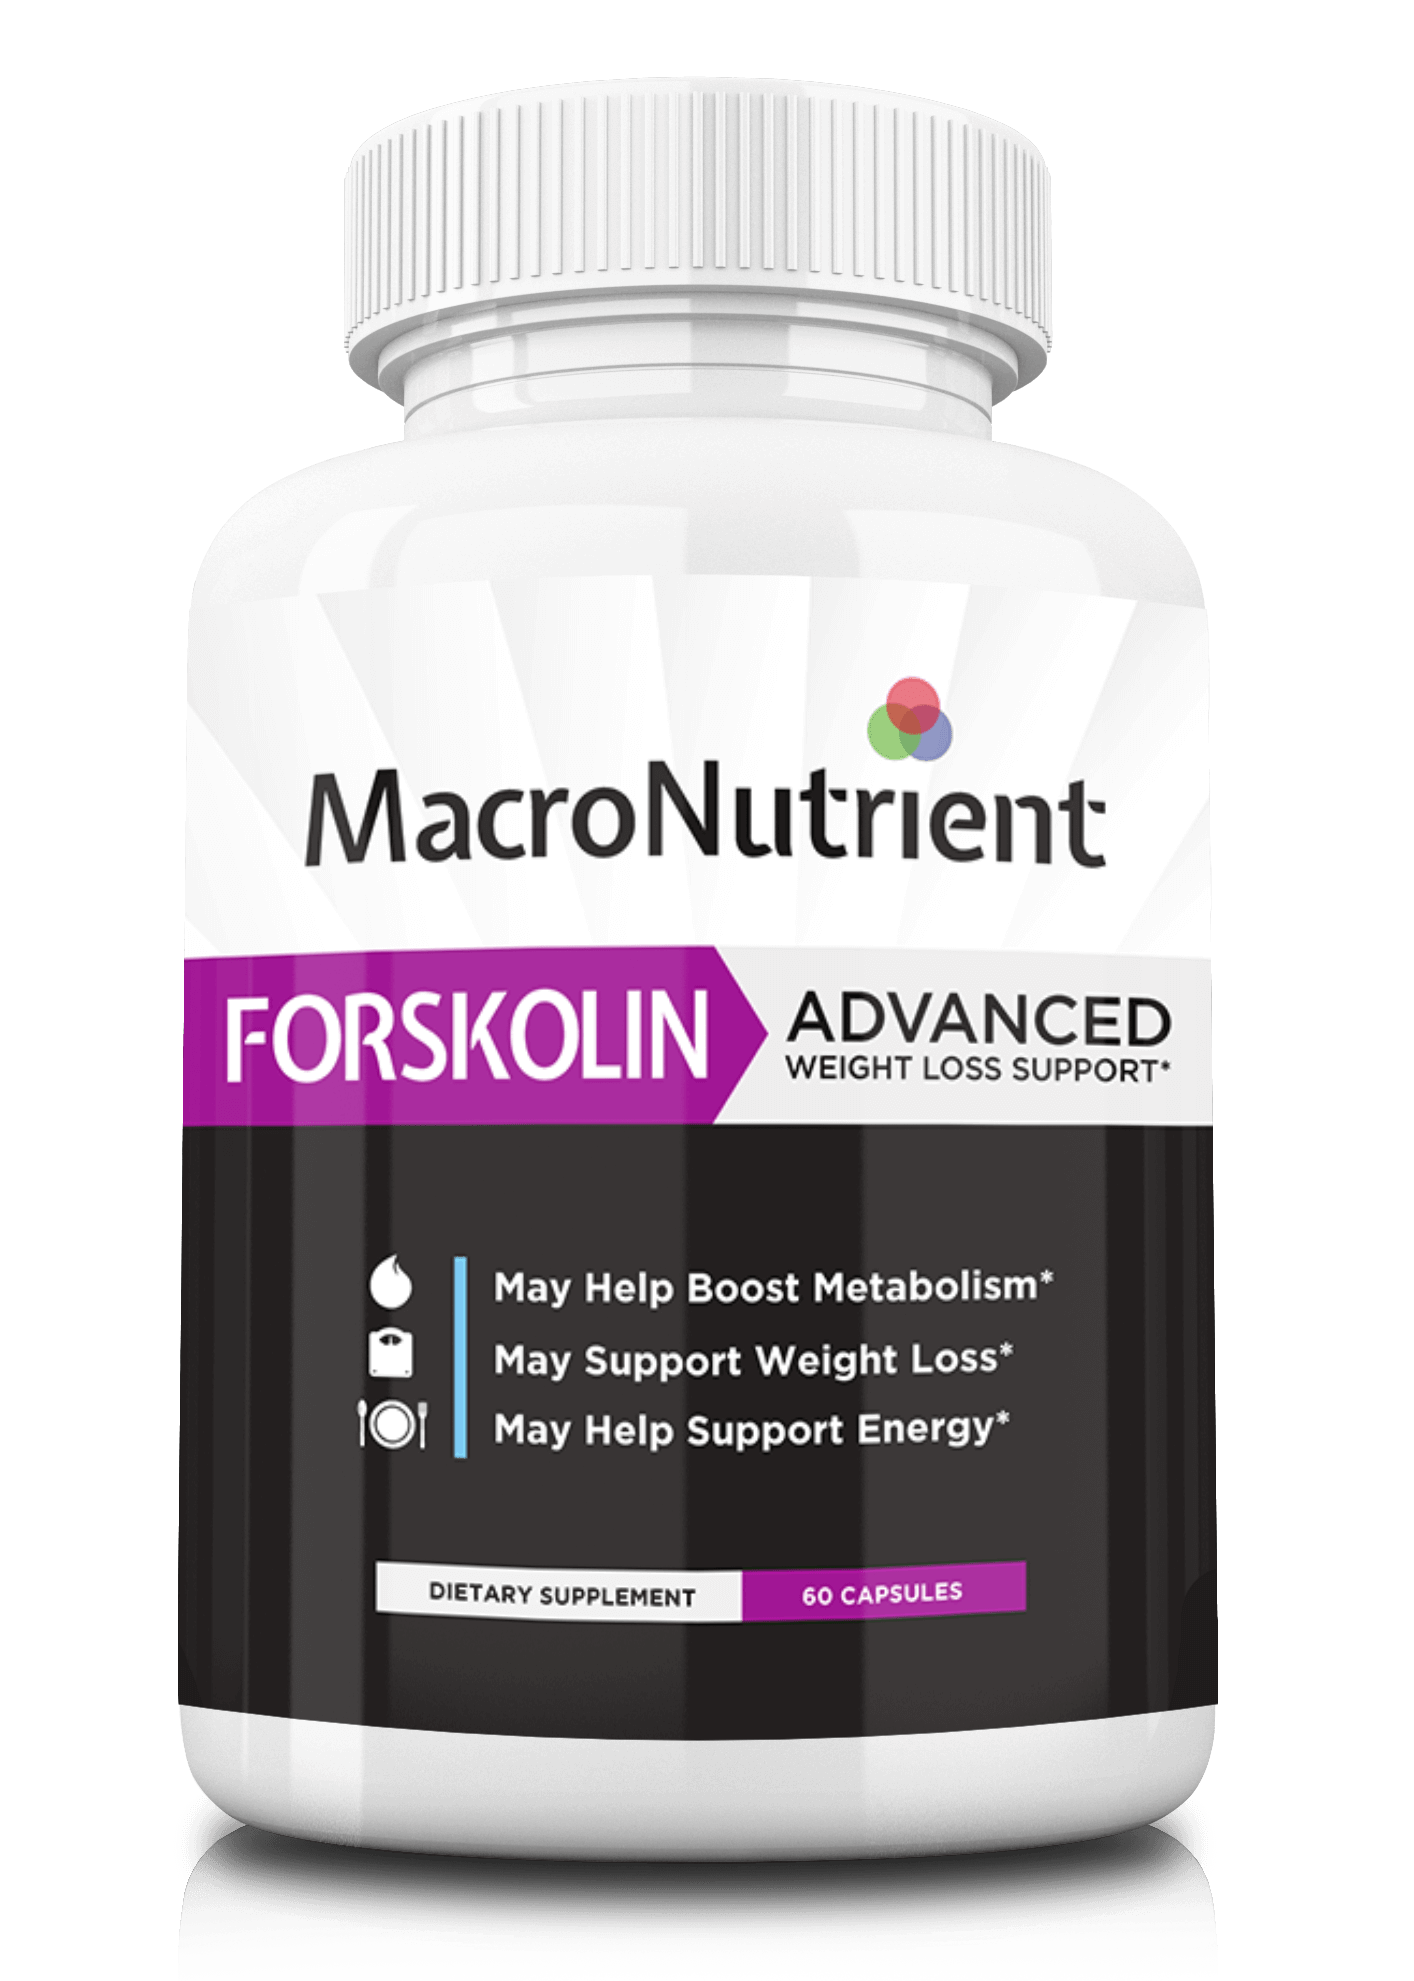 MacroNutrient
FORSKOLIN
ADVANCED
WEIGHT LOSS SUPPORT*
May Help Boost Metabolism*
May Support Weight Loss*
May Help Support Energy*
DIETARY SUPPLEMENT
60 CAPSULES